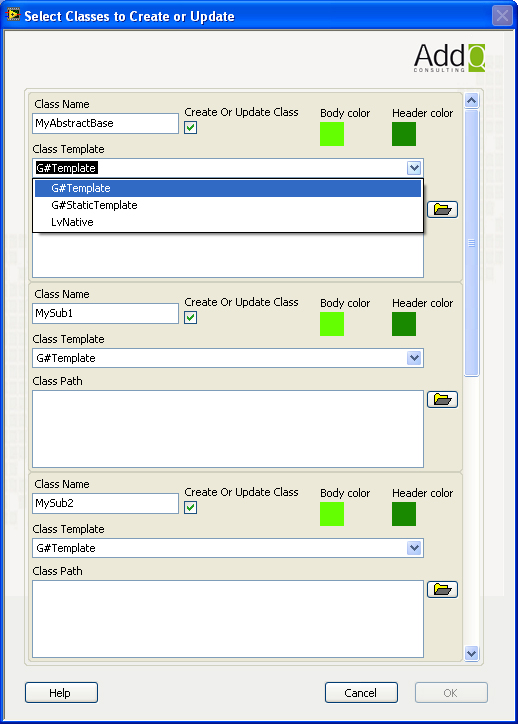 Select Classes to Create or Update
AddQ
CONSULTING
Class Name
Create Or Update Class
Body color
Header color
MyAbstractBase
Class Template
G#Template
G#Template
G#StaticTemplate
LvNative
Class Name
Create Or Update Class
Body color
Header color
MySub1
Class Template
G#Template
Class Path
Class Name
Create Or Update Class
Body color
Header color
MySub2
Class Template
G#Template
Class Path
Help
Cancel
OK